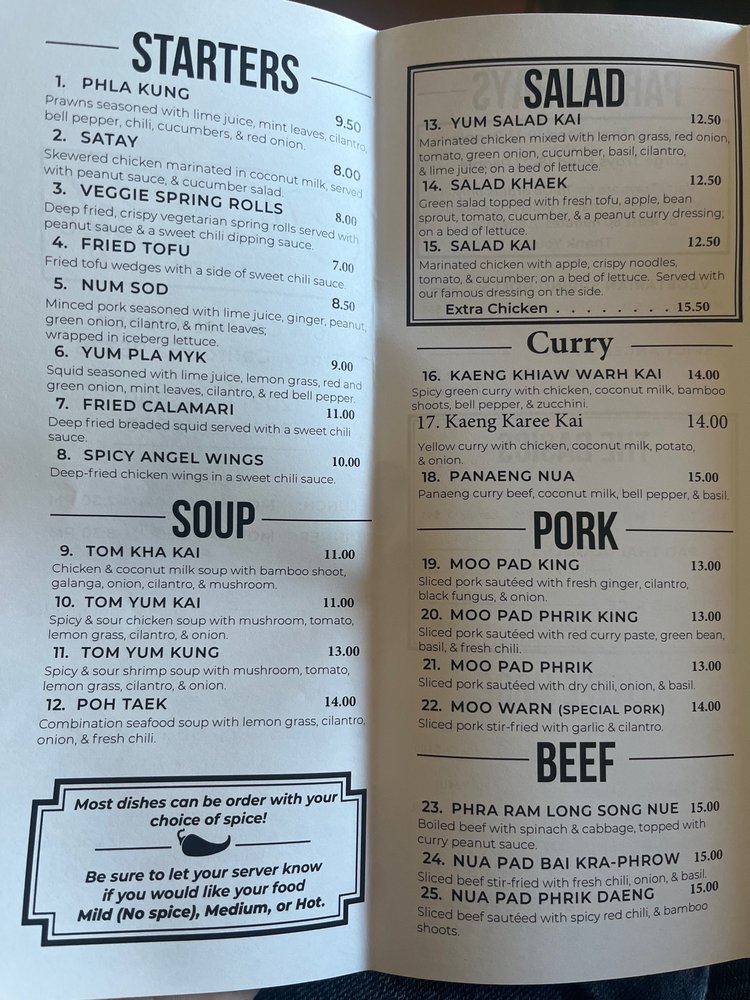 STARTERS
1. PHLA KUNG 9.50
Prawns seasoned with lime juice, mint leaves, cilantro,
bell pepper, chili, cucumbers, & red onion.
2. SATAY 8.00
Skewered chicken marinated in coconut milk, served
with peanut sauce, & cucumber salad.
3. VEGGIE SPRING ROLLS 8.00
Deep fried, crispy vegetarian spring rolls served with
peanut sauce & a sweet chili dipping sauce.
4. FRIED TOFU 7.00
Fried tofu wedges with a side of sweet chili sauce.
5. NUM SOD 8.50
Minced pork seasoned with lime juice, ginger, peanut,
green onion, cilantro, & mint leaves;
wrapped in iceberg lettuce.
6. YUM PLA MYK 9.00
Squid seasoned with lime juice, lemon grass, red and
green onion, mint leaves, cilantro, & red bell pepper.
7. FRIED CALAMARI 11.00
Deep fried breaded squid served with a sweet chili
sauce.
8. SPICY ANGEL WINGS 10.00
Deep-fried chicken wings in a sweet chili sauce.
SOUP
9. TOM KHA KAI 11.00
Chicken & coconut milk soup with bamboo shoot,
galanga, onion, cilantro, & mushroom.
10. TOM YUM KAI 11.00
Spicy & sour chicken soup with mushroom, tomato,
lemon grass, cilantro, & onion.
11. TOM YUM KUNG 13.00
Spicy & sour shrimp soup with mushroom, tomato,
lemon grass, cilantro, & onion.
12. POH TAEK 14.00
Combination seafood soup with lemon grass, cilantro,
onion, & fresh chili.
Most dishes can be order with your
choice of spice!
Be sure to let your server know
if you would like your food
Mild (No spice), Medium, or Hot.
SALAD
13. YUM SALAD KAI 12.50
Marinated chicken mixed with lemon grass, red onion,
tomato, green onion, cucumber, basil, cilantro,
& lime juice; on a bed of lettuce.
14. SALAD KHAEK 12.50
Green salad topped with fresh tofu, apple, bean
sprout, tomato, cucumber, & a peanut curry dressing;
on a bed of lettuce.
15. SALAD KAI 12.50
Marinated chicken with apple, crispy noodles,
tomato, & cucumber; on a bed of lettuce. Served with
our famous dressing on the side.
Extra Chicken . . . . . . . . 15.50
Curry
16. KAENG KHIAW WARH KAI 14.00
Spicy green curry with chicken, coconut milk, bamboo
shoots, bell pepper, & zucchini.
17. Kaeng Karee Kai 14.00
Yellow curry with chicken, coconut milk, potato,
& onion.
18. PANAENG NUA 15.00
Panaeng curry beef, coconut milk, bell pepper, & basil.
PORK
19. MOO PAD KING 13.00
Sliced pork sautéed with fresh ginger, cilantro,
black fungus, & onion.
20. MOO PAD PHRIK KING 13.00
Sliced pork sautéed with red curry paste, green bean,
basil, & fresh chili.
21. MOO PAD PHRIK 13.00
Sliced pork sautéed with dry chili, onion, & basil.
22. MOO WARN (SPECIAL PORK) 14.00
Sliced pork stir-fried with garlic & cilantro.
BEEF
23. PHRA RAM LONG SONG NUE 15.00
Boiled beef with spinach & cabbage, topped with
curry peanut sauce.
24. NUA PAD BAI KRA-PHROW 15.00
Sliced beef stir-fried with fresh chili, onion, & basil.
25. NUA PAD PHRIK DAENG 15.00
Sliced beef sautéed with spicy red chili, & bamboo
shoots.